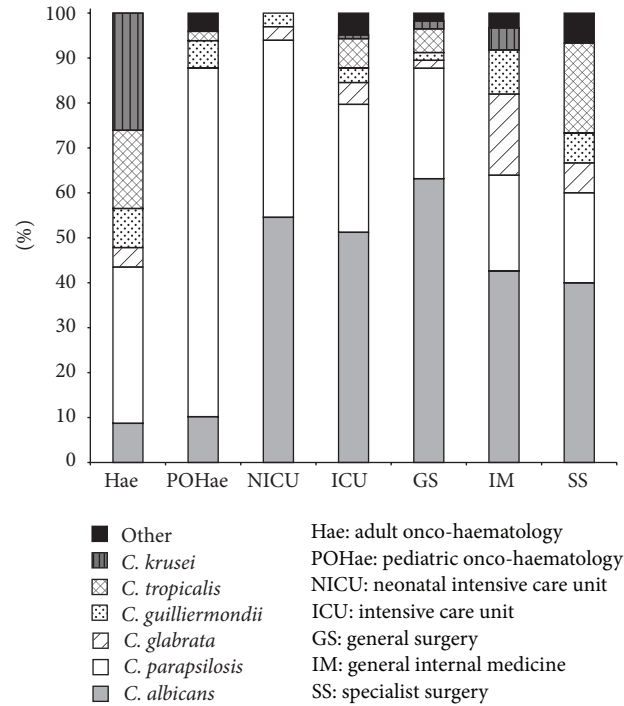 100
90
80
70
60
50
40
30
20
10
0
(%)
Hae POHae NICU ICU GS IM SS
Other
C. krusei
C. tropicalis
C. guilliermondii
C. glabrata
C. parapsilosis
C. albicans
Hae: adult onco-haematology
POHae: pediatric onco-haematology
NICU: neonatal intensive care unit
ICU: intensive care unit
GS: general surgery
IM: general internal medicine
SS: specialist surgery